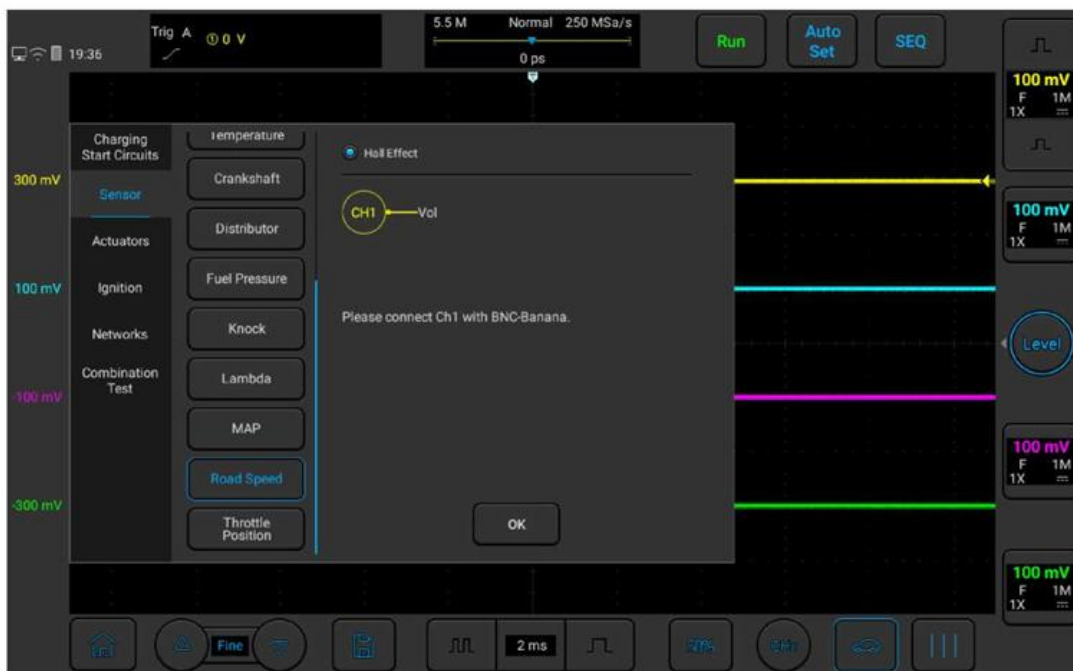 19:36
Trig A
① 0 V
5.5 M Normal 250 MSa/s
0 ps
Run
Auto
Set
SEQ
100 mV
F 1M
1X
300 mV
100 mV
-100 mV
-300 mV
Charging
Start Circuits
Sensor
Actuators
Ignition
Networks
Combination
Test
Temperature
Crankshaft
Distributor
Fuel Pressure
Knock
Lambda
MAP
Road Speed
Throttle
Position
Hall Effect
CH1 Vol
Please connect Ch1 with BNC-Banana.
OK
100 mV
F 1M
1X
Level
100 mV
F 1M
1X
100 mV
F 1M
1X
Fine
2 ms
50%